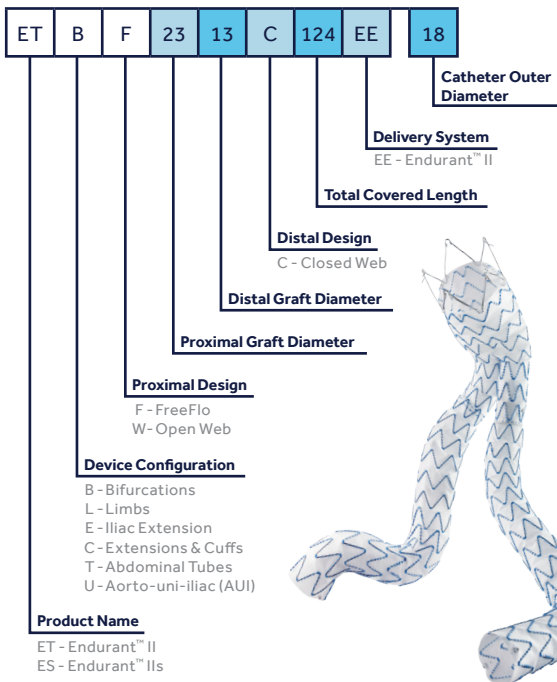 ET B F 23 13 C 124 EE 18
Catheter Outer
Diameter
Delivery System
EE - Endurant™ II
Total Covered Length
Distal Design
C - Closed Web
Distal Graft Diameter
Proximal Graft Diameter
Proximal Design
F - FreeFlo
W- Open Web
Device Configuration
B - Bifurcations
L - Limbs
E - Iliac Extension
C - Extensions & Cuffs
T - Abdominal Tubes
U - Aorto-uni-iliac (AUI)
Product Name
ET - Endurant™ II
ES - Endurant™ IIs